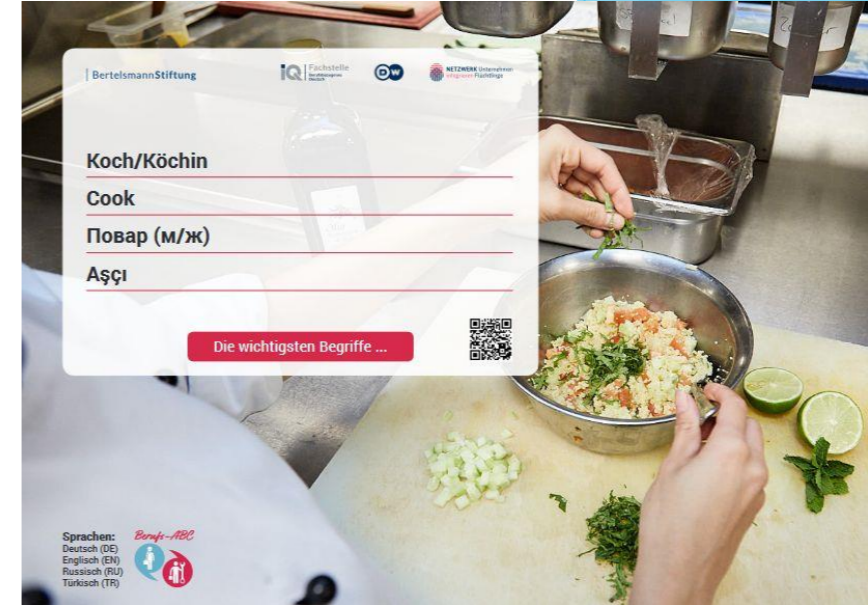 BertelsmannStiftung
iQ Fachstelle
DW
NETZWERK Unternehmen
integrieren Flüchtlinge
Koch/Köchin
Cook
Повар (м/ж)
Aşçı
Die wichtigsten Begriffe ...
Sprachen:
Deutsch (DE)
Englisch (EN)
Russisch (RU)
Türkisch (TR)
Berufs-ABC